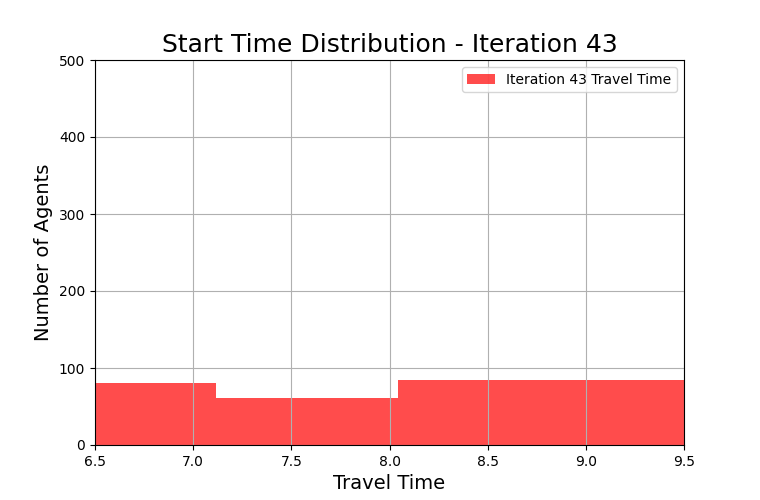 Start Time Distribution - Iteration 43
Iteration 43 Travel Time
Number of Agents
500
400
300
200
100
0
6.5 7.0 7.5 8.0 8.5 9.0 9.5
Travel Time